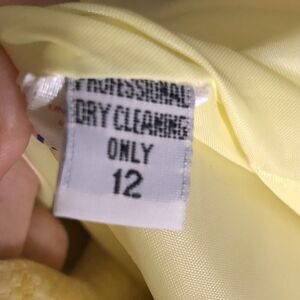 PROFESSIONAL
DRY CLEANING
ONLY
12